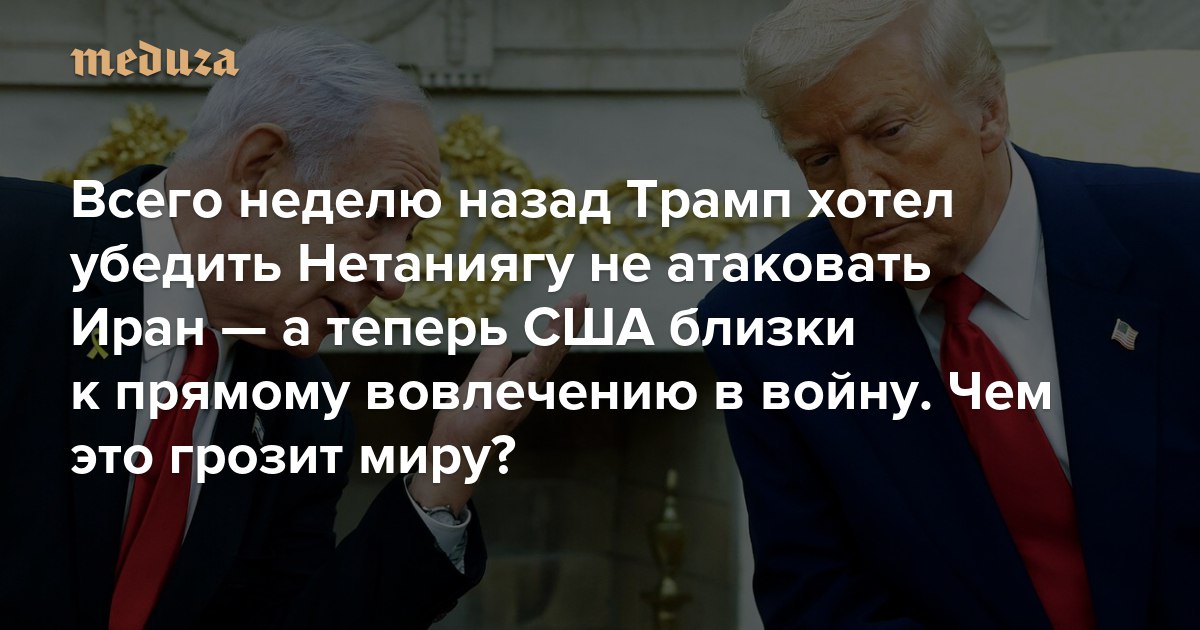 meduza
Всего неделю назад Трамп хотел
убедить Нетаниягу не атаковать
Иран — а теперь США близки
к прямому вовлечению в войну. Чем
это грозит миру?